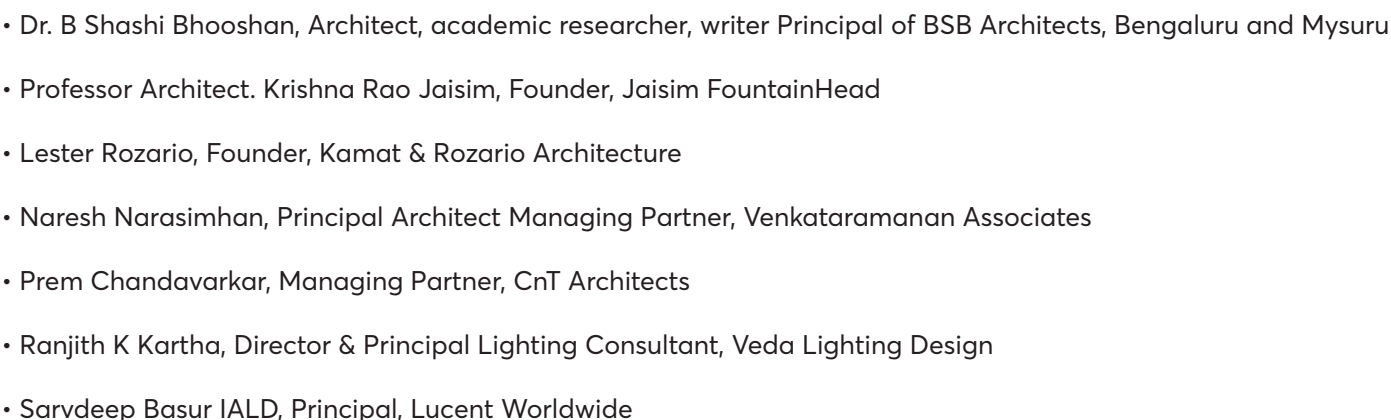 • Dr. B Shashi Bhooshan, Architect, academic researcher, writer Principal of BSB Architects, Bengaluru and Mysuru
• Professor Architect. Krishna Rao Jaisim, Founder, Jaisim FountainHead
• Lester Rozario, Founder, Kamat & Rozario Architecture
• Naresh Narasimhan, Principal Architect Managing Partner, Venkataramanan Associates
• Prem Chandavarkar, Managing Partner, CnT Architects
• Ranjith K Kartha, Director & Principal Lighting Consultant, Veda Lighting Design
• Sarvdeep Basur IALD, Principal, Lucent Worldwide